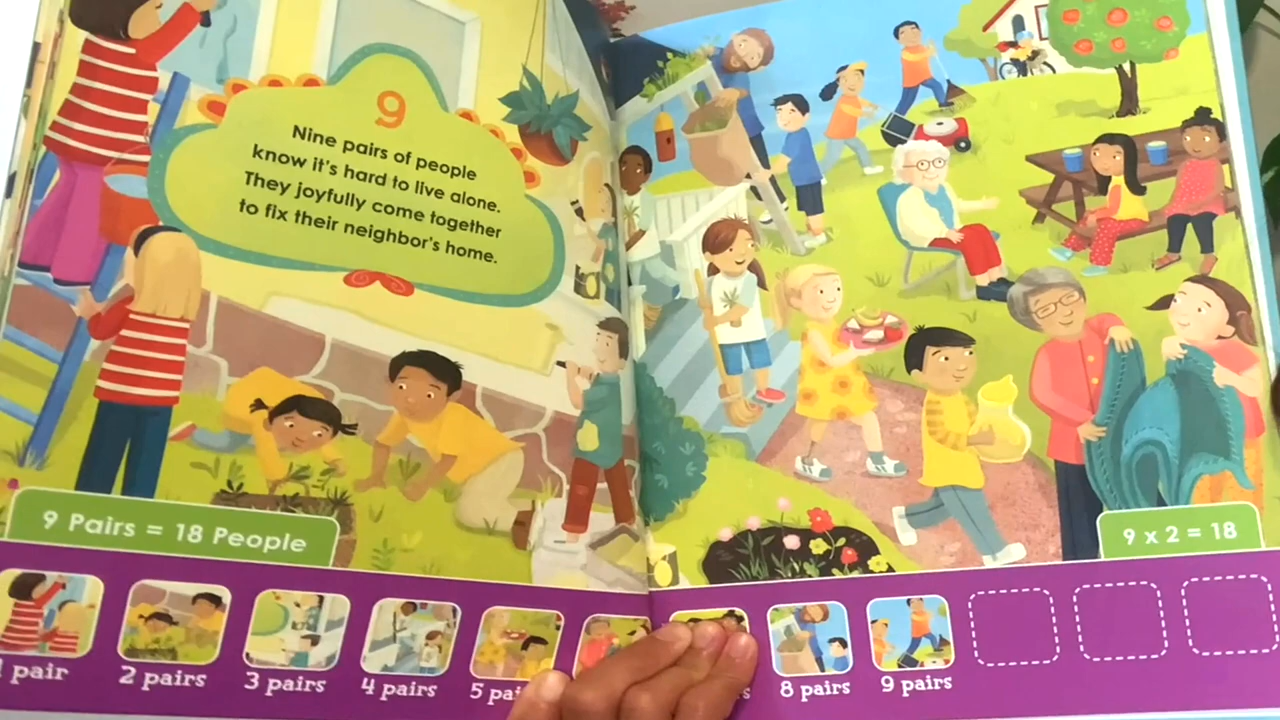 9
Nine pairs of people
know it's hard to live alone.
They joyfully come together
to fix their neighbor's home.
9 Pairs = 18 People
9 x 2 = 18
pair
2 pairs
3 pairs
4 pairs
8 pairs
9 pairs